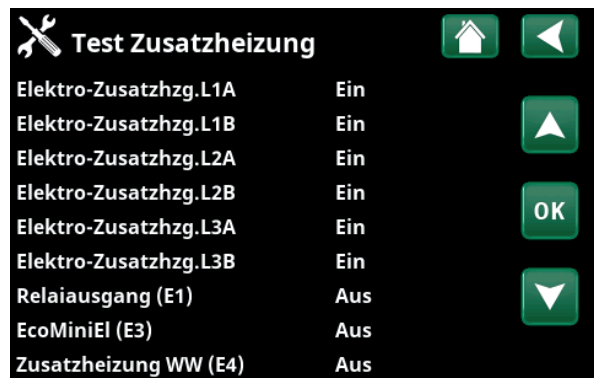 Test Zusatzheizung
Elektro-Zusatzhzg.L1A Ein
Elektro-Zusatzhzg.L1B Ein
Elektro-Zusatzhzg.L2A Ein
Elektro-Zusatzhzg.L2B Ein
OK
Elektro-Zusatzhzg.L3A Ein
Elektro-Zusatzhzg.L3B Ein
Relaiausgang (E1) Aus
EcoMiniEl (E3) Aus
Zusatzheizung WW (E4) Aus